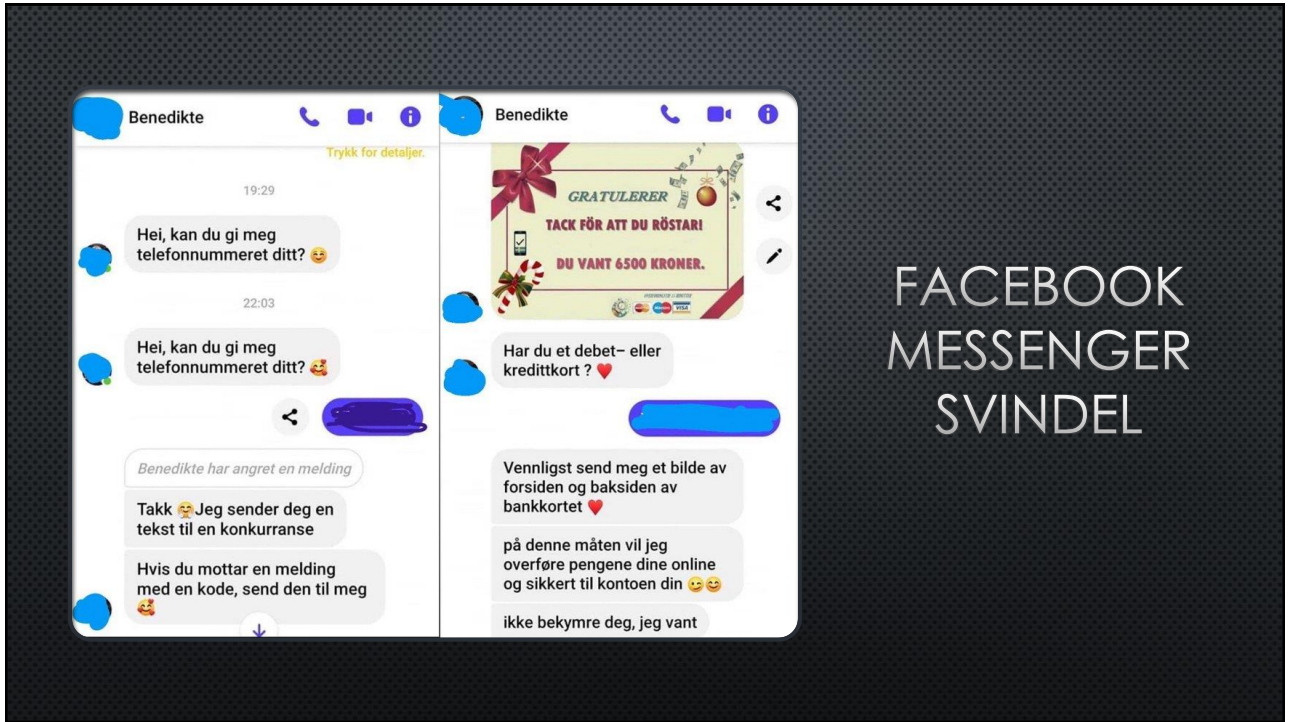 Benedikte
Trykk for detaljer.
19:29
Hei, kan du gi meg
telefonnummeret ditt? 😊
22:03
Hei, kan du gi meg
telefonnummeret ditt? 🥰
Benedikte har angret en melding
Takk 🤗Jeg sender deg en
tekst til en konkurranse
Hvis du mottar en melding
med en kode, send den til meg
🥰
Benedikte
GRATULERER
TACK FÖR ATT DU RÖSTAR!
DU VANT 6500 KRONER.
VISA
Har du et debet– eller
kredittkort ? ♥️
Vennligst send meg et bilde av
forsiden og baksiden av
bankkortet ♥️
på denne måten vil jeg
overføre pengene dine online
og sikkert til kontoen din 😉😊
ikke bekymre deg, jeg vant
FACEBOOK
MESSENGER
SVINDEL